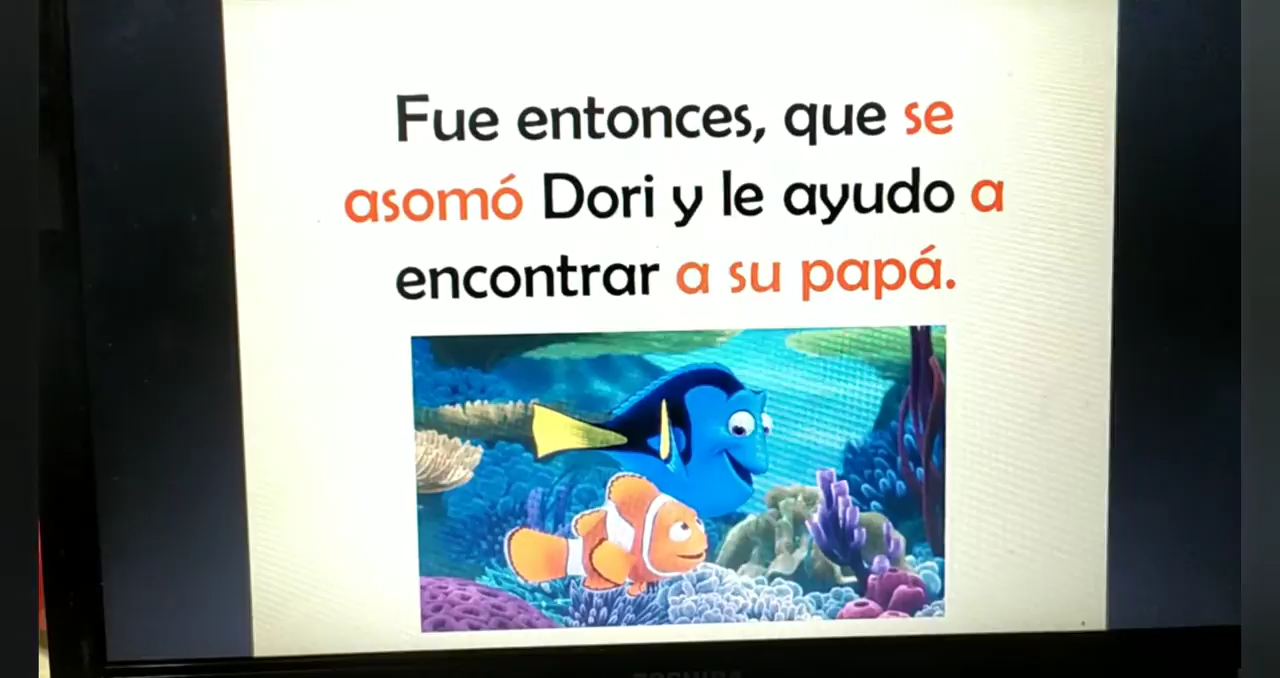 Fue entonces, que se
asomó Dori y le ayudo a
encontrar a su papá.